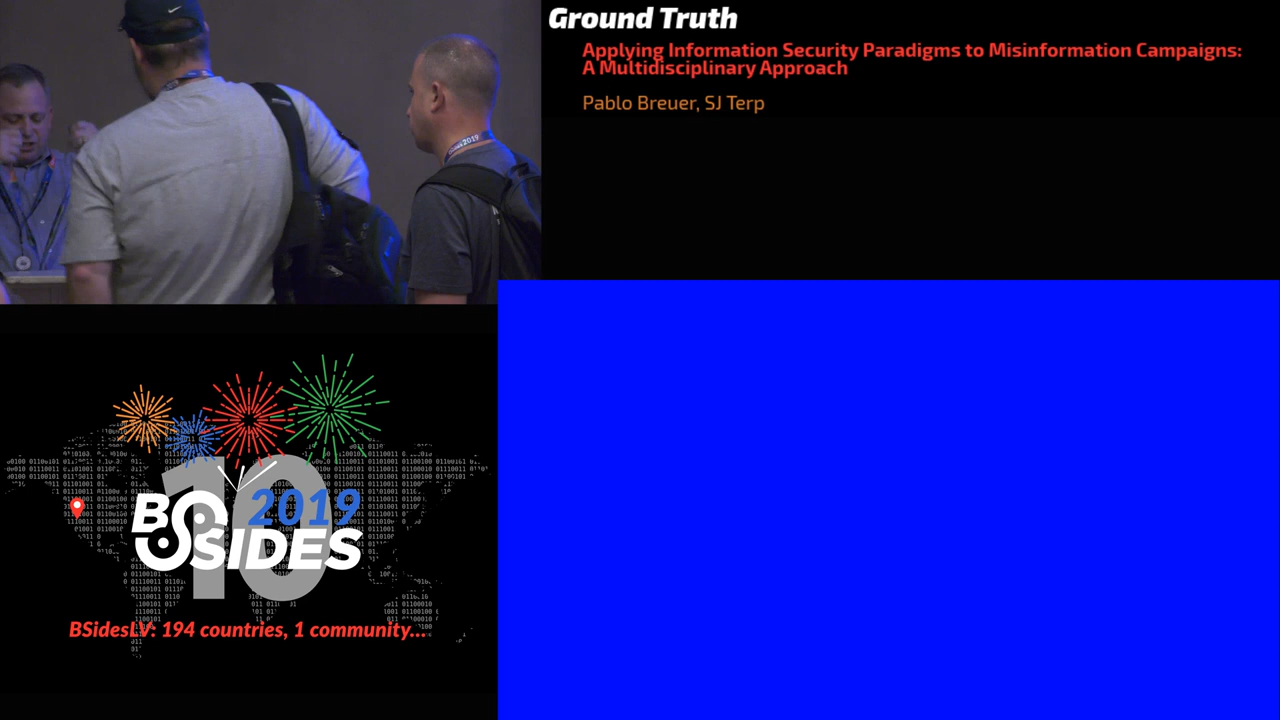 Ground Truth
Applying Information Security Paradigms to Misinformation Campaigns:
A Multidisciplinary Approach
Pablo Breuer, SJ Terp
10
2019
BSIDES
BSidesLV: 194 countries, 1 community...